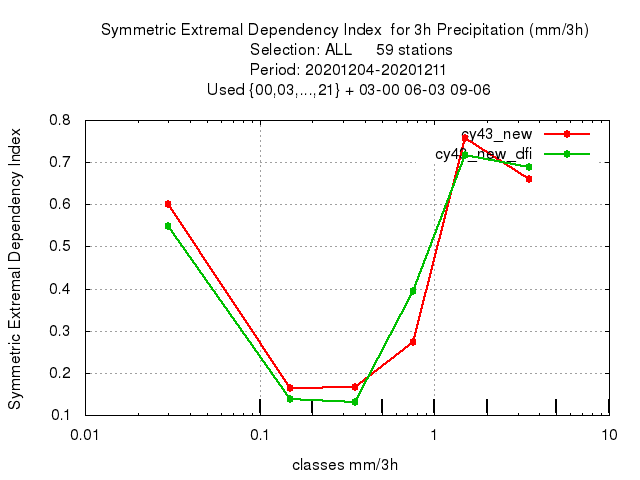 Symmetric Extremal Dependency Index for 3h Precipitation (mm/3h)
Selection: ALL 59 stations
Period: 20201204-20201211
Used {00,03,...,21} + 03-00 06-03 09-06
Symmetric Extremal Dependency Index
0.8
0.7
0.6
0.5
0.4
0.3
0.2
0.1
cy43_new
cy43_new_dfi
0.01
0.1
1
10
classes mm/3h